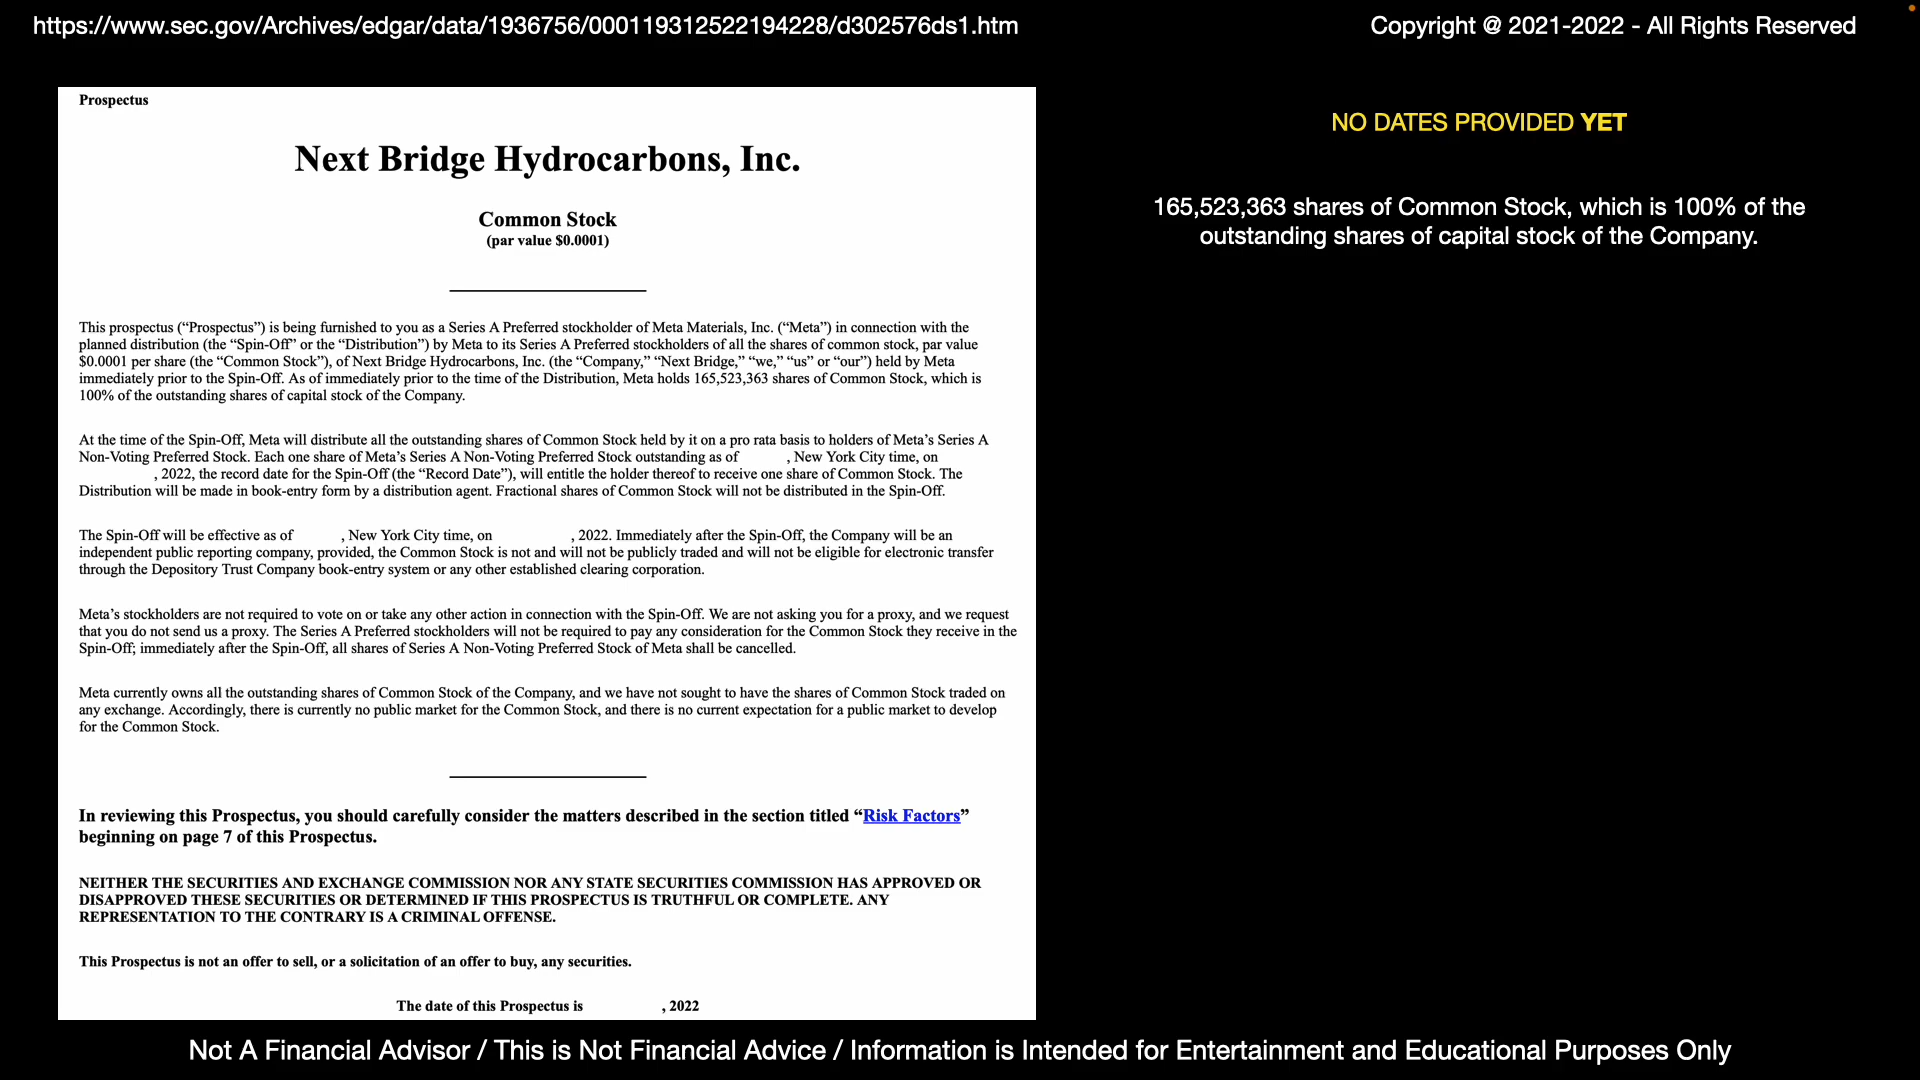 https://www.sec.gov/Archives/edgar/data/1936756/000119312522194228/d302576ds1.htm
Copyright @ 2021-2022 - All Rights Reserved
Prospectus
Next Bridge Hydrocarbons, Inc.
Common Stock
(par value $0.0001)
This prospectus (“Prospectus”) is being furnished to you as a Series A Preferred stockholder of Meta Materials, Inc. (“Meta”) in connection with the
planned distribution (the “Spin-Off” or the “Distribution”) by Meta to its Series A Preferred stockholders of all the shares of common stock, par value
$0.0001 per share (the “Common Stock”), of Next Bridge Hydrocarbons, Inc. (the “Company,” “Next Bridge,” “we,” “us” or “our”) held by Meta
immediately prior to the Spin-Off. As of immediately prior to the time of the Distribution, Meta holds 165,523,363 shares of Common Stock, which is
100% of the outstanding shares of capital stock of the Company.
At the time of the Spin-Off, Meta will distribute all the outstanding shares of Common Stock held by it on a pro rata basis to holders of Meta’s Series A
Non-Voting Preferred Stock. Each one share of Meta’s Series A Non-Voting Preferred Stock outstanding as of , New York City time, on
, 2022, the record date for the Spin-Off (the “Record Date”), will entitle the holder thereof to receive one share of Common Stock. The
Distribution will be made in book-entry form by a distribution agent. Fractional shares of Common Stock will not be distributed in the Spin-Off.
The Spin-Off will be effective as of , New York City time, on , 2022. Immediately after the Spin-Off, the Company will be an
independent public reporting company, provided, the Common Stock is not and will not be publicly traded and will not be eligible for electronic transfer
through the Depository Trust Company book-entry system or any other established clearing corporation.
Meta’s stockholders are not required to vote on or take any other action in connection with the Spin-Off. We are not asking you for a proxy, and we request
that you do not send us a proxy. The Series A Preferred stockholders will not be required to pay any consideration for the Common Stock they receive in the
Spin-Off; immediately after the Spin-Off, all shares of Series A Non-Voting Preferred Stock of Meta shall be cancelled.
Meta currently owns all the outstanding shares of Common Stock of the Company, and we have not sought to have the shares of Common Stock traded on
any exchange. Accordingly, there is currently no public market for the Common Stock, and there is no current expectation for a public market to develop
for the Common Stock.
In reviewing this Prospectus, you should carefully consider the matters described in the section titled “Risk Factors”
beginning on page 7 of this Prospectus.
NEITHER THE SECURITIES AND EXCHANGE COMMISSION NOR ANY STATE SECURITIES COMMISSION HAS APPROVED OR
DISAPPROVED THESE SECURITIES OR DETERMINED IF THIS PROSPECTUS IS TRUTHFUL OR COMPLETE. ANY
REPRESENTATION TO THE CONTRARY IS A CRIMINAL OFFENSE.
This Prospectus is not an offer to sell, or a solicitation of an offer to buy, any securities.
The date of this Prospectus is , 2022
NO DATES PROVIDED YET
165,523,363 shares of Common Stock, which is 100% of the
outstanding shares of capital stock of the Company.
Not A Financial Advisor / This is Not Financial Advice / Information is Intended for Entertainment and Educational Purposes Only